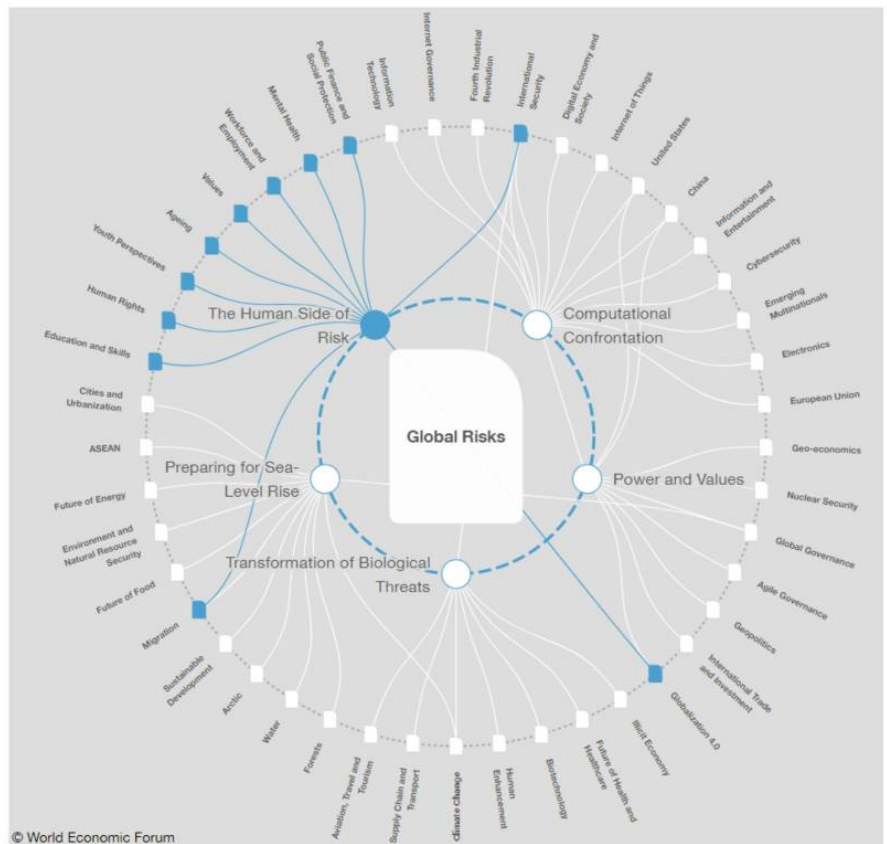 Public Finance and
Social Protection
Information
Technology
Internet Governance
Fourth Industrial
Revolution
International
Security
Digital Economy and
Society
Internet of Things
United States
China
Information and
Entertainment
Cybersecurity
Emerging
Multinationals
Electronics
European Union
Geo-economics
Nuclear Security
Global Governance
Agile Governance
Geopolitics
International Trade
and Investment
Globalization 4.0
Illicit Economy
Future of Health and
Healthcare
Biotechnology
Human
Enhancement
Climate change
Supply Chain and
Transport
Aviation, Travel and
Tourism
Forests
Water
Arctic
Sustainable
Development
Migration
Future of Food
Environment and
Natural Resource
Security
Future of Energy
ASEAN
Cities and
Urbanization
Education and Skills
Human Rights
Youth Perspectives
Ageing
Values
Workforce and
Employment
Mental Health
The Human Side of
Risk
Computational
Confrontation
Global Risks
Preparing for Sea-
Level Rise
Power and Values
Transformation of Biological
Threats
© World Economic Forum